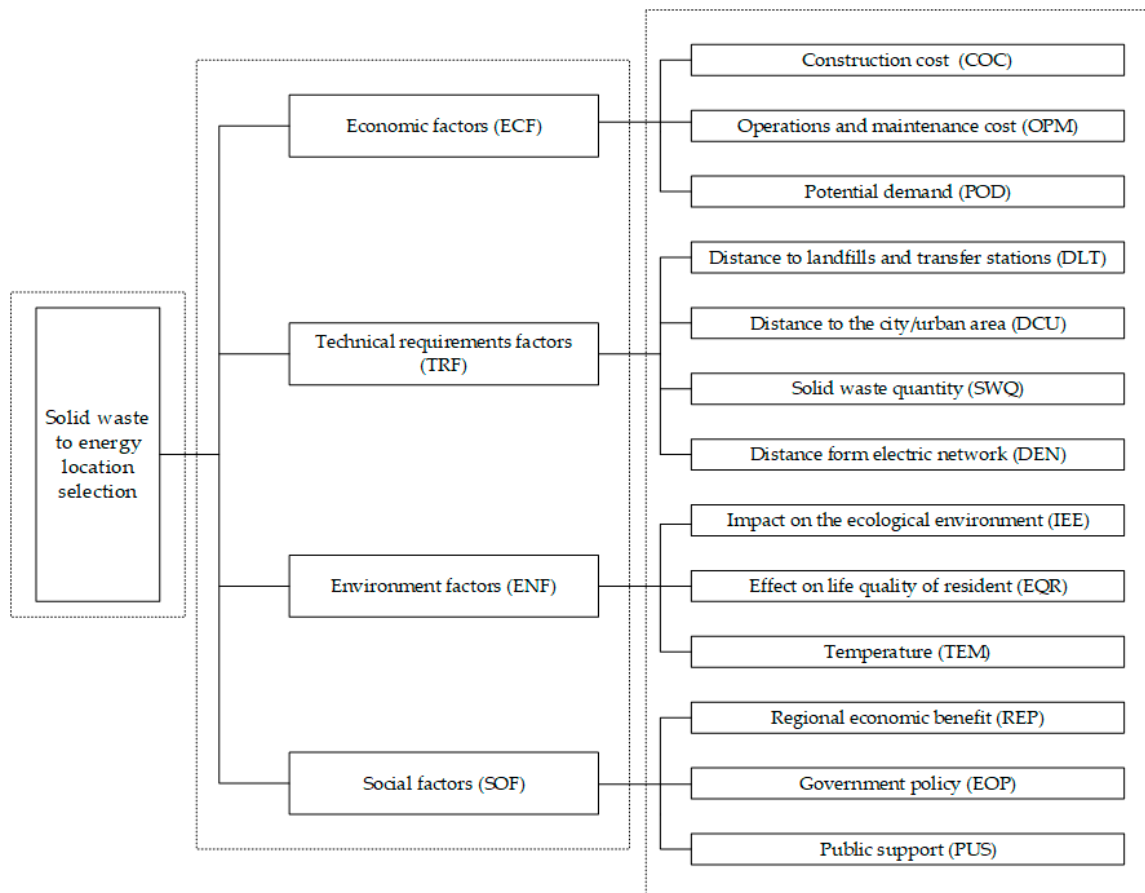 Solid waste
to energy
location
selection
Economic factors (ECF)
Technical requirements factors
(TRF)
Environment factors (ENF)
Social factors (SOF)
Construction cost (COC)
Operations and maintenance cost (OPM)
Potential demand (POD)
Distance to landfills and transfer stations (DLT)
Distance to the city/urban area (DCU)
Solid waste quantity (SWQ)
Distance form electric network (DEN)
Impact on the ecological environment (IEE)
Effect on life quality of resident (EQR)
Temperature (TEM)
Regional economic benefit (REP)
Government policy (EOP)
Public support (PUS)